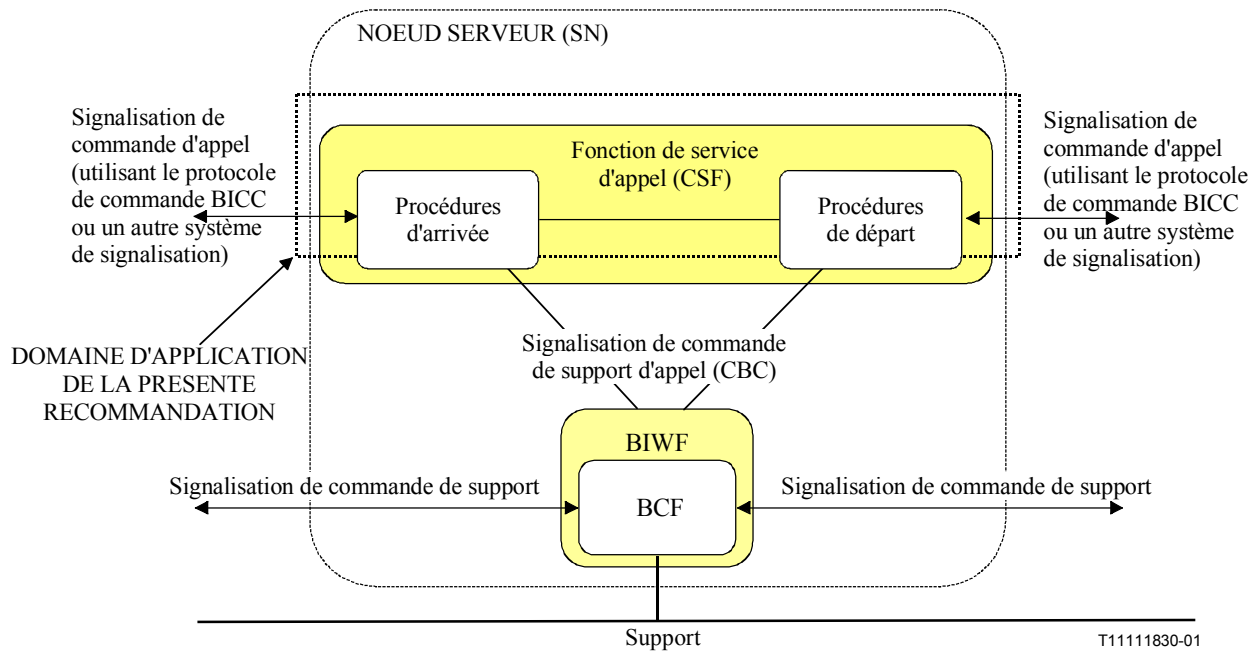 NOEUD SERVEUR (SN)
Signalisation de
commande d'appel
(utilisant le protocole
de commande BICC
ou un autre système
de signalisation)
Fonction de service
d'appel (CSF)
Procédures
d'arrivée
Procédures
de départ
Signalisation de
commande d'appel
(utilisant le protocole
de commande BICC
ou un autre système
de signalisation)
DOMAINE D'APPLICATION
DE LA PRESENTE
RECOMMANDATION
Signalisation de commande
de support d'appel (CBC)
BIWF
BCF
Signalisation de commande de support
Signalisation de commande de support
Support
T11111830-01